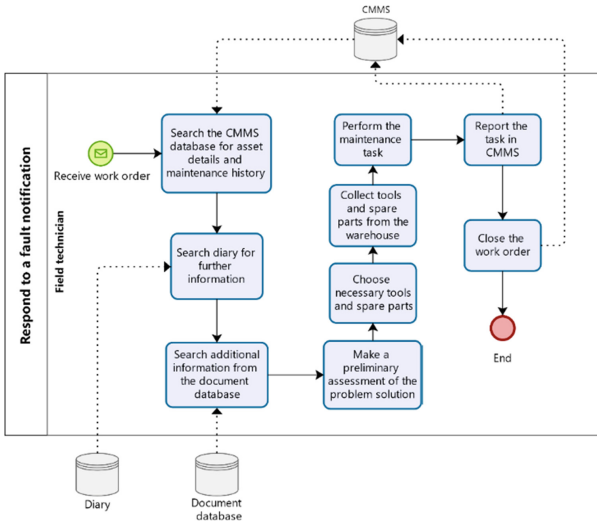 CMMS
Respond to a fault notification
Field technician
Receive work order
Search the CMMS
database for asset
details and
maintenance history
Search diary for
further
information
Search additional
information from
the document
database
Make a
preliminary
assessment of the
problem solution
Choose
necessary tools
and spare parts
Collect tools
and spare
parts from the
warehouse
Perform the
maintenance
task
Report the
task in
CMMS
Close the
work order
End
Diary
Document
database